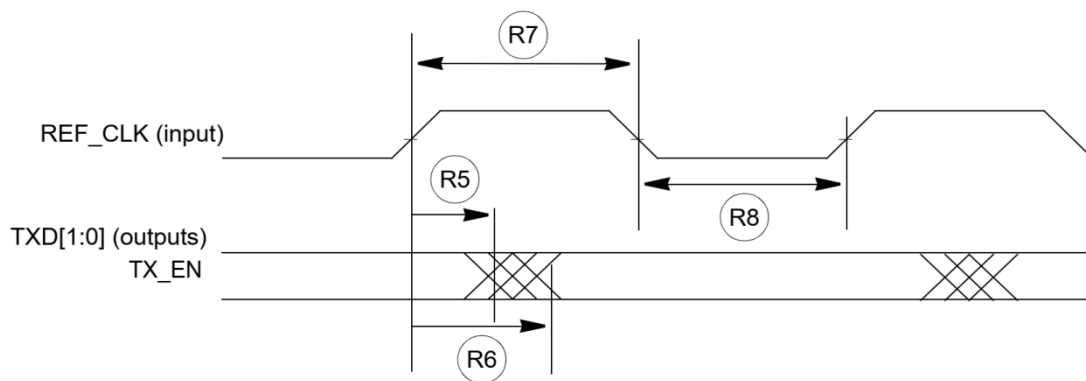 R7
REF_CLK (input)
R5
R8
TXD[1:0] (outputs)
TX_EN
R6